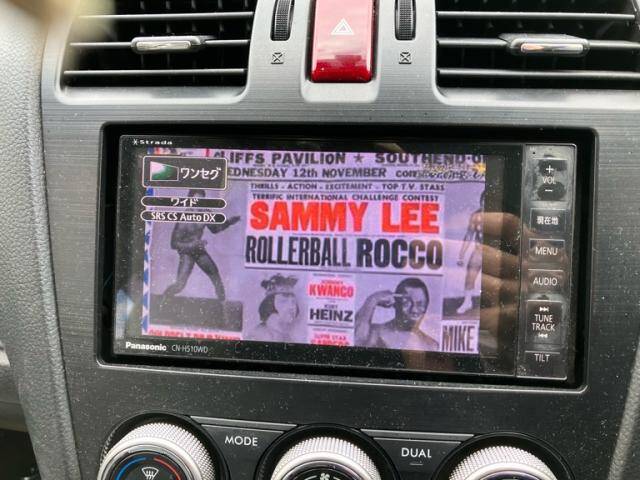 Strada
LIFFS PAVILION ★ SOUTHEND-O
WEDNESDAY 12th NOVEMBER
ワンセグ
THRILLS - ACTION - EXCITEMENT - TOP T.V. STARS
TERRIFIC INTERNATIONAL CHALLENGE CONTEST
ワイド
SRS CS Auto DX
SAMMY LEE
ROLLERBALL ROCCO
KWANGO
KURT
HEINZ
MIKE
Panasonic CN-H510WD
+
VOL
−
現在地
MENU
AUDIO
TUNE
TRACK
TILT
MODE
DUAL